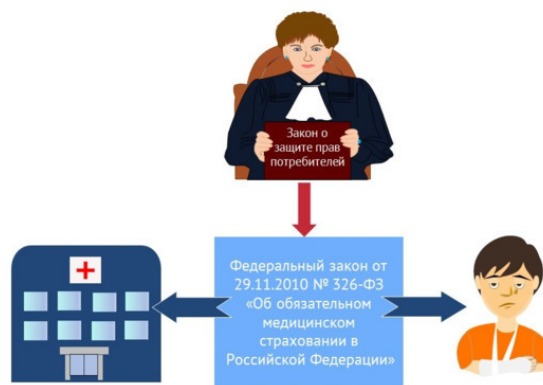 Закон о
защите прав
потребителей
Федеральный закон от
29.11.2010 № 326-ФЗ
«Об обязательном
медицинском
страховании в
Российской Федерации»